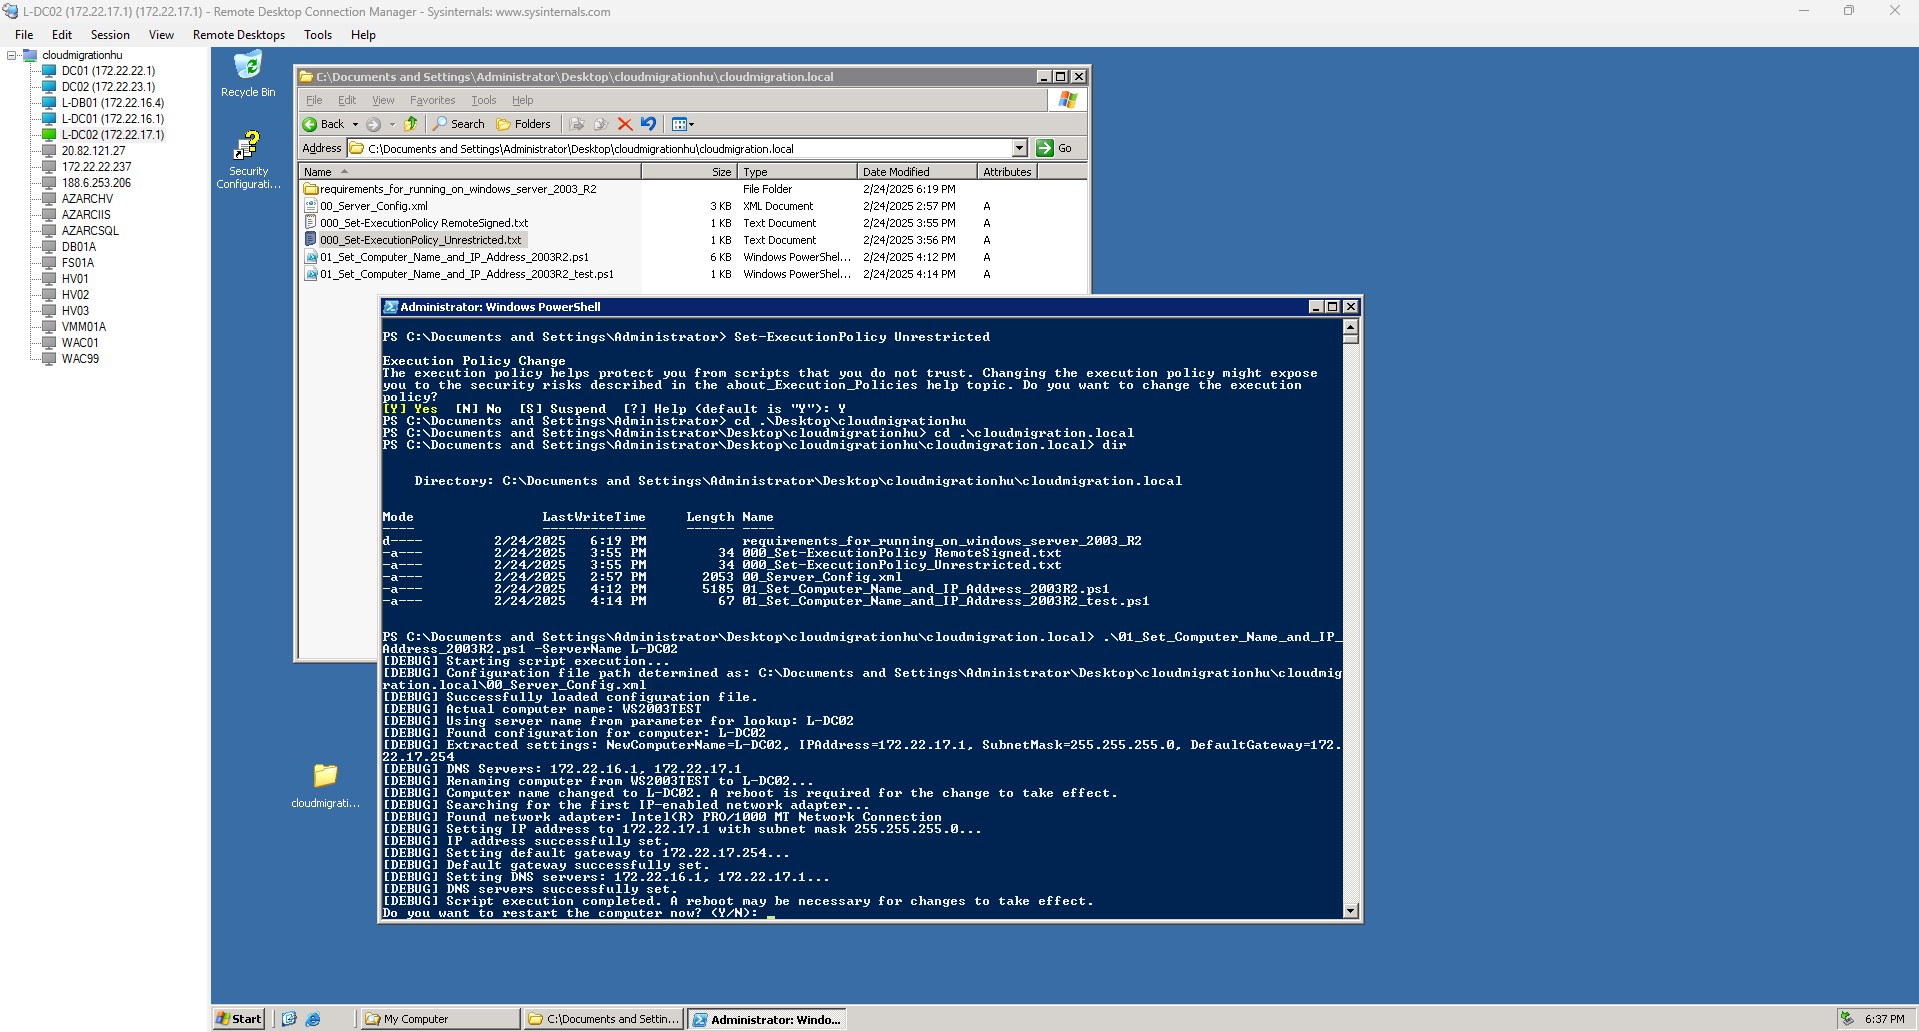 L-DC02 (172.22.17.1) (172.22.17.1) - Remote Desktop Connection Manager - Sysinternals: www.sysinternals.com
File Edit Session View Remote Desktops Tools Help
cloudmigrationhu
DC01 (172.22.22.1)
DC02 (172.22.23.1)
L-DB01 (172.22.16.4)
L-DC01 (172.22.16.1)
L-DC02 (172.22.17.1)
20.82.121.27
172.22.22.237
188.6.253.206
AZARCHV
AZARCIIS
AZARCSQL
DB01A
FS01A
HV01
HV02
HV03
VMM01A
WAC01
WAC99
Recycle Bin
Security
Configurati...
cloudmigrati...
C:\Documents and Settings\Administrator\Desktop\cloudmigrationhu\cloudmigration.local
File Edit View Favorites Tools Help
Back Search Folders
Address C:\Documents and Settings\Administrator\Desktop\cloudmigrationhu\cloudmigration.local Go
Name Size Type Date Modified Attributes
requirements_for_running_on_windows_server_2003_R2 File Folder 2/24/2025 6:19 PM
00_Server_Config.xml 3 KB XML Document 2/24/2025 2:57 PM A
000_Set-ExecutionPolicy RemoteSigned.txt 1 KB Text Document 2/24/2025 3:55 PM A
000_Set-ExecutionPolicy_Unrestricted.txt 1 KB Text Document 2/24/2025 3:56 PM A
01_Set_Computer_Name_and_IP_Address_2003R2.ps1 6 KB Windows PowerShel... 2/24/2025 4:12 PM A
01_Set_Computer_Name_and_IP_Address_2003R2_test.ps1 1 KB Windows PowerShel... 2/24/2025 4:14 PM A
Administrator: Windows PowerShell
PS C:\Documents and Settings\Administrator> Set-ExecutionPolicy Unrestricted
Execution Policy Change
The execution policy helps protect you from scripts that you do not trust. Changing the execution policy might expose
you to the security risks described in the about_Execution_Policies help topic. Do you want to change the execution
policy?
[Y] Yes [N] No [S] Suspend [?] Help (default is "Y"): Y
PS C:\Documents and Settings\Administrator> cd .\Desktop\cloudmigrationhu
PS C:\Documents and Settings\Administrator\Desktop\cloudmigrationhu> cd .\cloudmigration.local
PS C:\Documents and Settings\Administrator\Desktop\cloudmigrationhu\cloudmigration.local> dir
Directory: C:\Documents and Settings\Administrator\Desktop\cloudmigrationhu\cloudmigration.local
Mode LastWriteTime Length Name
---- ------------- ------ ----
d---- 2/24/2025 6:19 PM requirements_for_running_on_windows_server_2003_R2
-a--- 2/24/2025 3:55 PM 34 000_Set-ExecutionPolicy RemoteSigned.txt
-a--- 2/24/2025 3:55 PM 34 000_Set-ExecutionPolicy_Unrestricted.txt
-a--- 2/24/2025 2:57 PM 2053 00_Server_Config.xml
-a--- 2/24/2025 4:12 PM 5185 01_Set_Computer_Name_and_IP_Address_2003R2.ps1
-a--- 2/24/2025 4:14 PM 67 01_Set_Computer_Name_and_IP_Address_2003R2_test.ps1
PS C:\Documents and Settings\Administrator\Desktop\cloudmigrationhu\cloudmigration.local> .\01_Set_Computer_Name_and_IP_
Address_2003R2.ps1 -ServerName L-DC02
[DEBUG] Starting script execution...
[DEBUG] Configuration file path determined as: C:\Documents and Settings\Administrator\Desktop\cloudmigrationhu\cloudmig
ration.local\00_Server_Config.xml
[DEBUG] Successfully loaded configuration file.
[DEBUG] Actual computer name: WS2003TEST
[DEBUG] Using server name from parameter for lookup: L-DC02
[DEBUG] Found configuration for computer: L-DC02
[DEBUG] Extracted settings: NewComputerName=L-DC02, IPAddress=172.22.17.1, SubnetMask=255.255.255.0, DefaultGateway=172.
22.17.254
[DEBUG] DNS Servers: 172.22.16.1, 172.22.17.1
[DEBUG] Renaming computer from WS2003TEST to L-DC02...
[DEBUG] Computer name changed to L-DC02. A reboot is required for the change to take effect.
[DEBUG] Searching for the first IP-enabled network adapter...
[DEBUG] Found network adapter: Intel(R) PRO/1000 MT Network Connection
[DEBUG] Setting IP address to 172.22.17.1 with subnet mask 255.255.255.0...
[DEBUG] IP address successfully set.
[DEBUG] Setting default gateway to 172.22.17.254...
[DEBUG] Default gateway successfully set.
[DEBUG] Setting DNS servers: 172.22.16.1, 172.22.17.1...
[DEBUG] DNS servers successfully set.
[DEBUG] Script execution completed. A reboot may be necessary for changes to take effect.
Do you want to restart the computer now? (Y/N): _
Start My Computer C:\Documents and Settin... Administrator: Windo... 6:37 PM